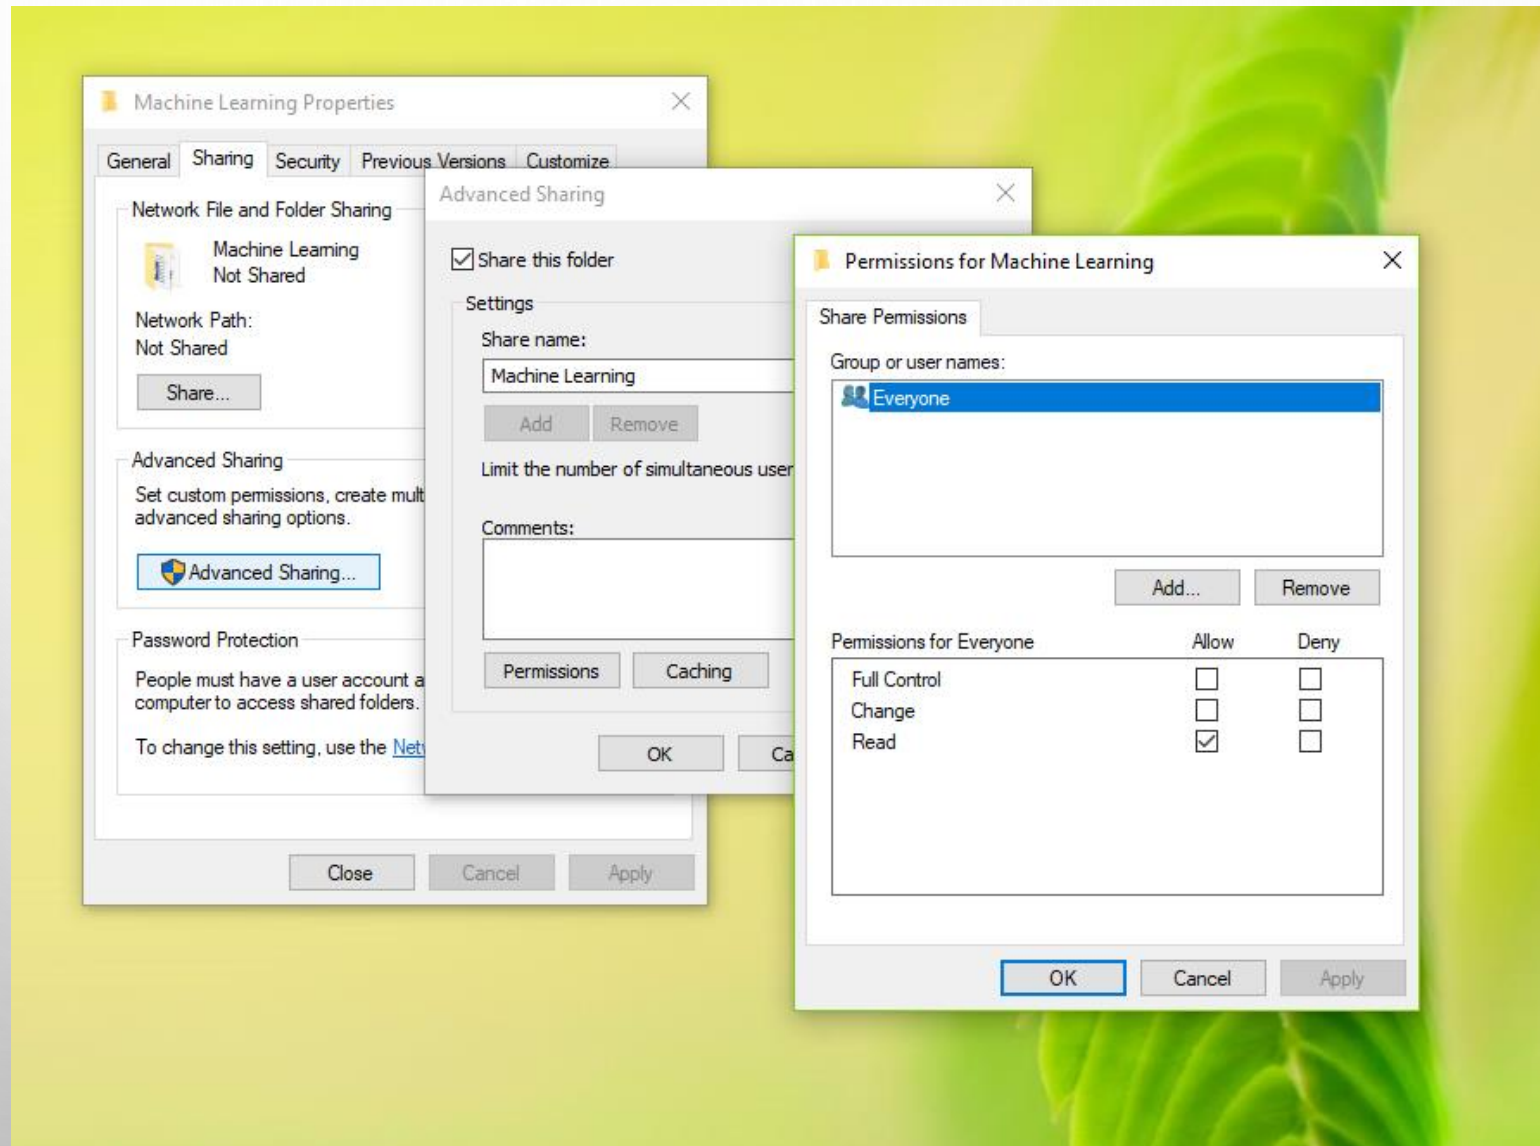 Machine Learning Properties
General Sharing Security Previous Versions Customize
Network File and Folder Sharing
Machine Learning
Not Shared
Network Path:
Not Shared
Share...
Advanced Sharing
Set custom permissions, create mult
advanced sharing options.
Advanced Sharing...
Password Protection
People must have a user account a
computer to access shared folders.
To change this setting, use the Net
Close Cancel Apply
Advanced Sharing
Share this folder
Settings
Share name:
Machine Learning
Add Remove
Limit the number of simultaneous user
Comments:
Permissions Caching
OK Ca
Permissions for Machine Learning
Share Permissions
Group or user names:
Everyone
Add... Remove
Permissions for Everyone Allow Deny
Full Control
Change
Read
OK Cancel Apply